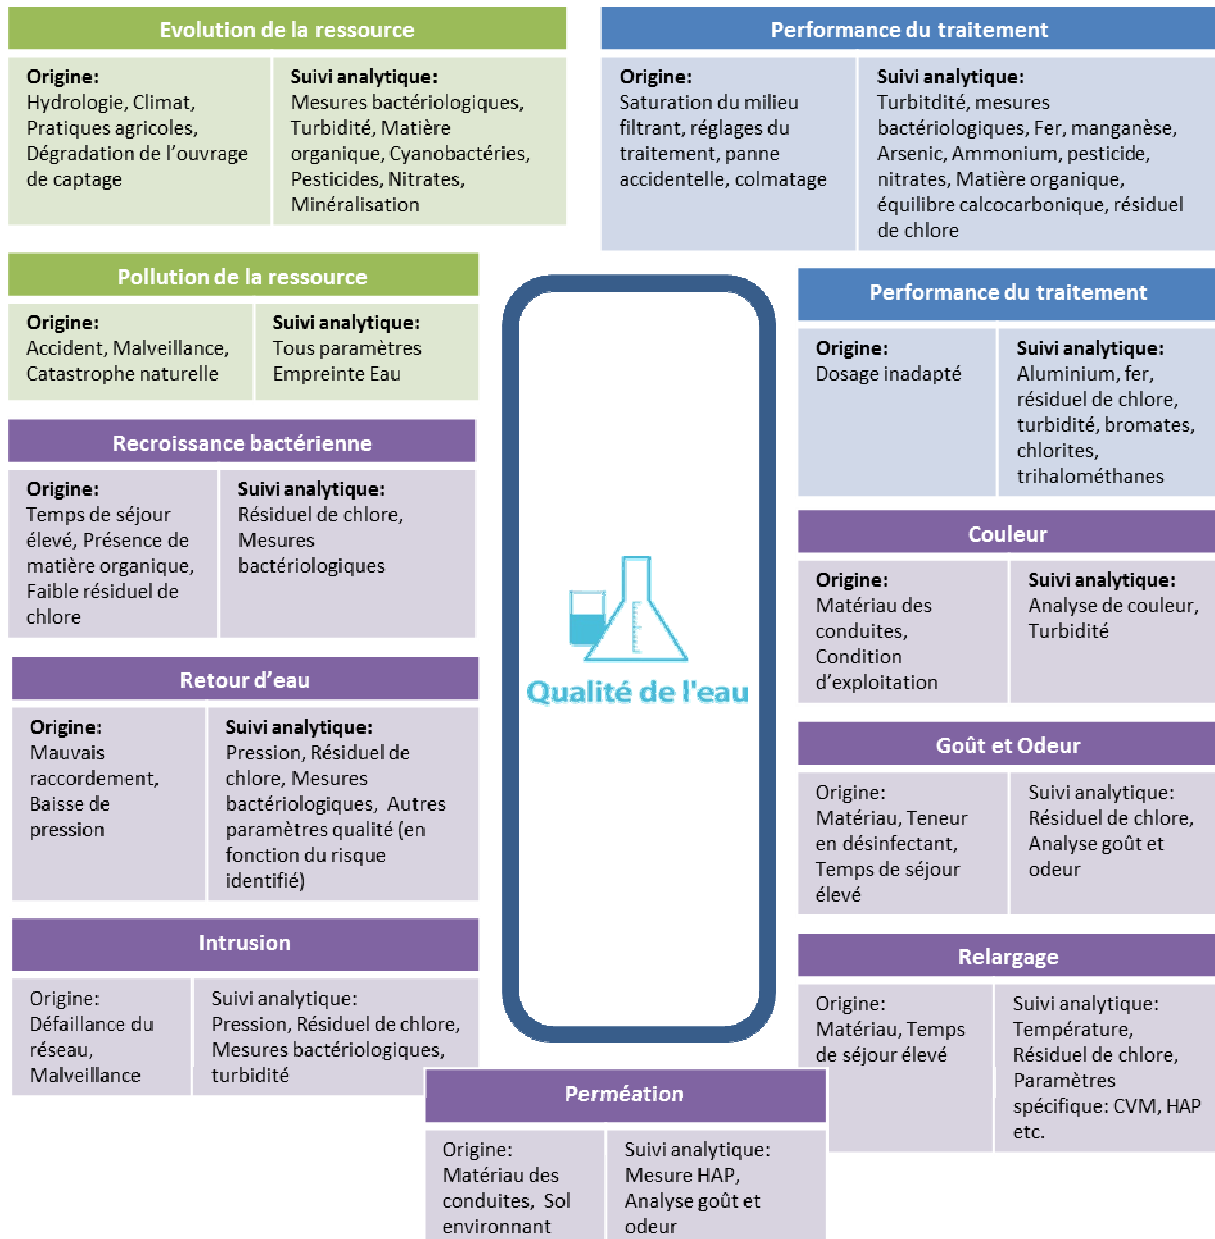 Evolution de la ressource
Origine:
Hydrologie, Climat,
Pratiques agricoles,
Dégradation de l'ouvrage
de captage
Suivi analytique:
Mesures bactériologiques,
Turbidité, Matière
organique, Cyanobactéries,
Pesticides, Nitrates,
Minéralisation
Performance du traitement
Origine:
Saturation du milieu
filtrant, réglages du
traitement, panne
accidentelle, colmatage
Suivi analytique:
Turbitdité, mesures
bactériologiques, Fer, manganèse,
Arsenic, Ammonium, pesticide,
nitrates, Matière organique,
équilibre calcocarbonique, résiduel
de chlore
Pollution de la ressource
Origine:
Accident, Malveillance,
Catastrophe naturelle
Suivi analytique:
Tous paramètres
Empreinte Eau
Performance du traitement
Origine:
Dosage inadapté
Suivi analytique:
Aluminium, fer,
résiduel de chlore,
turbidité, bromates,
chlorites,
trihalométhanes
Recroissance bactérienne
Origine:
Temps de séjour
élevé, Présence de
matière organique,
Faible résiduel de
chlore
Suivi analytique:
Résiduel de chlore,
Mesures
bactériologiques
Couleur
Origine:
Matériau des
conduites,
Condition
d'exploitation
Suivi analytique:
Analyse de couleur,
Turbidité
Qualité de l'eau
Retour d'eau
Origine:
Mauvais
raccordement,
Baisse de
pression
Suivi analytique:
Pression, Résiduel de
chlore, Mesures
bactériologiques, Autres
paramètres qualité (en
fonction du risque
identifié)
Goût et Odeur
Origine:
Matériau, Teneur
en désinfectant,
Temps de séjour
élevé
Suivi analytique:
Résiduel de chlore,
Analyse goût et
odeur
Intrusion
Origine:
Défaillance du
réseau,
Malveillance
Suivi analytique:
Pression, Résiduel de chlore,
Mesures bactériologiques,
turbidité
Relargage
Origine:
Matériau, Temps
de séjour élevé
Suivi analytique:
Température,
Résiduel de chlore,
Paramètres
spécifique: CVM, HAP
etc.
Perméation
Origine:
Matériau des
conduites, Sol
environnant
Suivi analytique:
Mesure HAP,
Analyse goût et
odeur